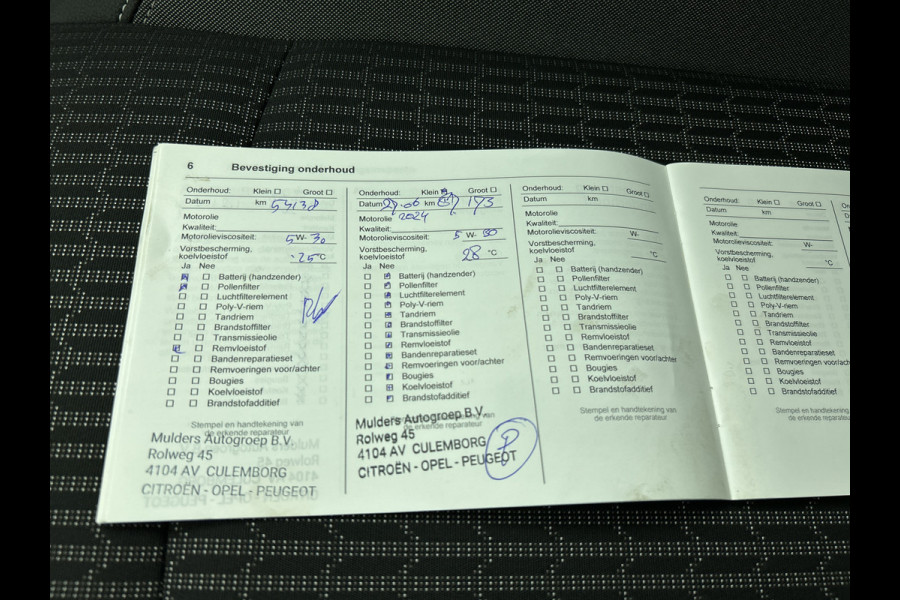 6 Bevestiging onderhoud
Onderhoud: Klein Groot
Datum km 54138
Motorolie
Kwaliteit:
Motorolieviscositeit: 5 W- 30
Vorstbescherming,
koelvloeistof -25 °C
Ja Nee
Batterij (handzender)
Pollenfilter
Luchtfilterelement
Poly-V-riem
Tandriem
Brandstoffilter
Transmissieolie
Remvloeistof
Bandenreparatieset
Remvoeringen voor/achter
Bougies
Koelvloeistof
Brandstofadditief
Stempel en handtekening van
de erkende reparateur
Mulders Autogroep B.V.
Rolweg 45
4104 AV CULEMBORG
CITROËN - OPEL - PEUGEOT
Onderhoud: Klein Groot
Datum 27-06 km
Motorolie 2024
Kwaliteit:
Motorolieviscositeit: 5 W- 30
Vorstbescherming,
koelvloeistof 28 °C
Ja Nee
Batterij (handzender)
Pollenfilter
Luchtfilterelement
Poly-V-riem
Tandriem
Brandstoffilter
Transmissieolie
Remvloeistof
Bandenreparatieset
Remvoeringen voor/achter
Bougies
Koelvloeistof
Brandstofadditief
Stempel en handtekening van
de erkende reparateur
Mulders Autogroep B.V.
Rolweg 45
4104 AV CULEMBORG
CITROËN - OPEL - PEUGEOT
Onderhoud: Klein Groot
Datum km
Motorolie
Kwaliteit:
Motorolieviscositeit: W-
Vorstbescherming,
koelvloeistof °C
Ja Nee
Batterij (handzender)
Pollenfilter
Luchtfilterelement
Poly-V-riem
Tandriem
Brandstoffilter
Transmissieolie
Remvloeistof
Bandenreparatieset
Remvoeringen voor/achter
Bougies
Koelvloeistof
Brandstofadditief
Stempel en handtekening van
de erkende reparateur
Onderhoud: Klein Groot
Datum km
Motorolie
Kwaliteit:
Motorolieviscositeit: W-
Vorstbescherming,
koelvloeistof °C
Ja Nee
Batterij (handzender)
Pollenfilter
Luchtfilterelement
Poly-V-riem
Tandriem
Brandstoffilter
Transmissieolie
Remvloeistof
Bandenreparatieset
Remvoeringen voor/achter
Bougies
Koelvloeistof
Brandstofadditief
Stempel en handtekening van
de erkende reparateur